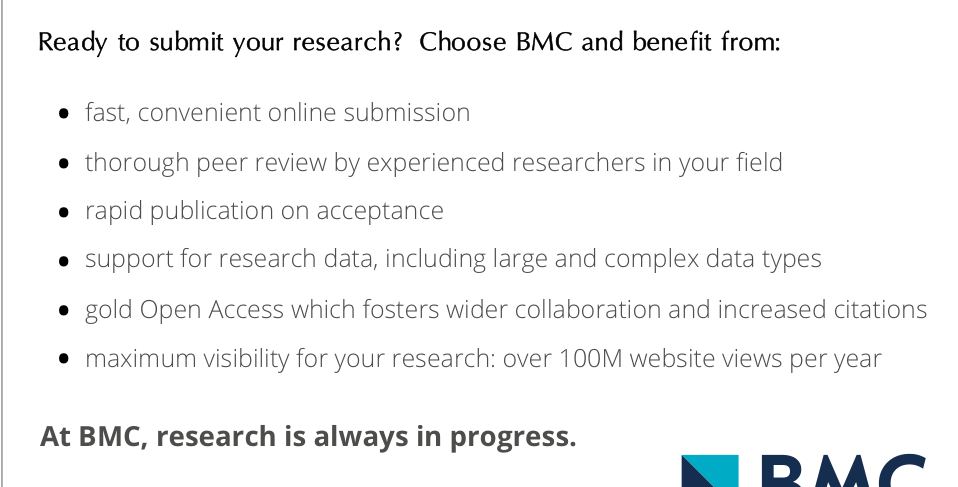 Ready to submit your research? Choose BMC and benefit from:
• fast, convenient online submission
• thorough peer review by experienced researchers in your field
• rapid publication on acceptance
• support for research data, including large and complex data types
• gold Open Access which fosters wider collaboration and increased citations
• maximum visibility for your research: over 100M website views per year
At BMC, research is always in progress.
BMC